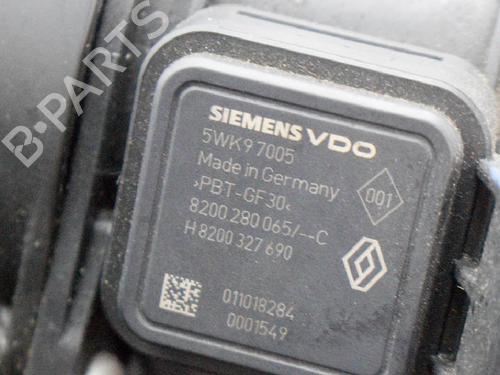 B-PARTS
SIEMENS VDO
5WK9 7005
Made in Germany
›PBT-GF30‹
001
8200 280 065/--C
H 8200 327 690
011018284
0001549